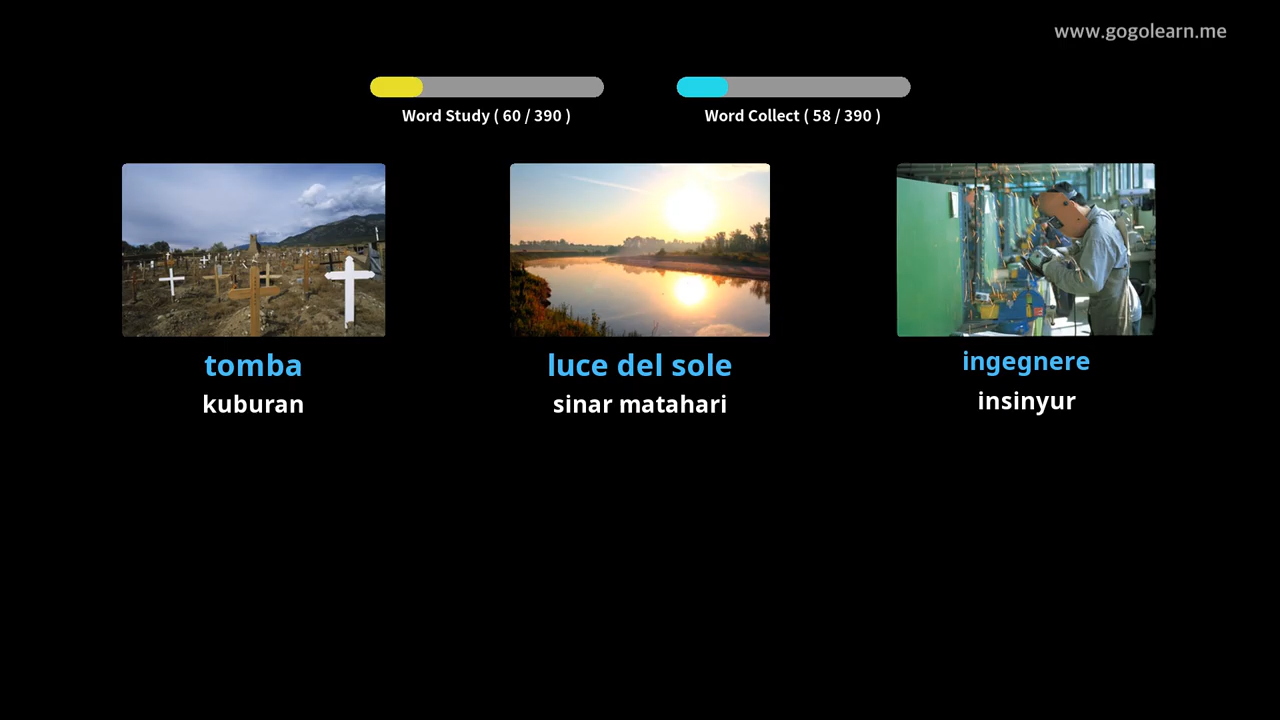 www.gogolearn.me
Word Study ( 60 / 390 )
Word Collect ( 58 / 390 )
tomba
kuburan
luce del sole
sinar matahari
ingegnere
insinyur